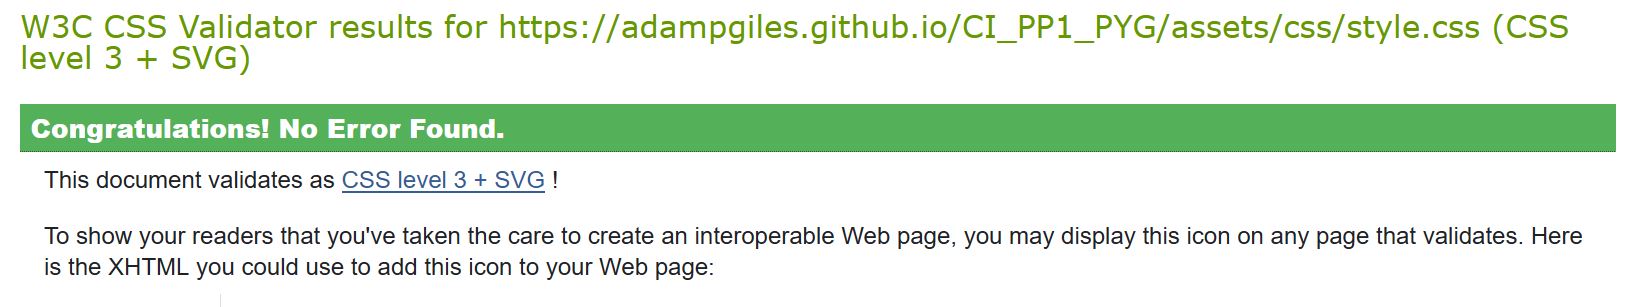 W3C CSS Validator results for https://adampgiles.github.io/CI_PP1_PYG/assets/css/style.css (CSS
level 3 + SVG)
Congratulations! No Error Found.
This document validates as CSS level 3 + SVG !
To show your readers that you've taken the care to create an interoperable Web page, you may display this icon on any page that validates. Here
is the XHTML you could use to add this icon to your Web page: